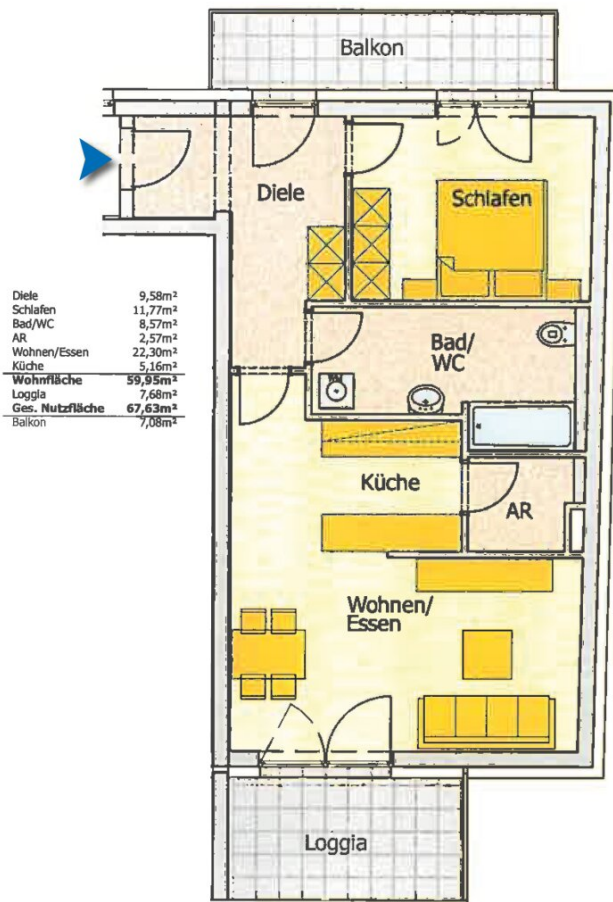 Balkon
Diele
Schlafen
Diele 9,58m²
Schlafen 11,77m²
Bad/WC 8,57m²
AR 2,57m²
Wohnen/Essen 22,30m²
Küche 5,16m²
Wohnfläche 59,95m²
Loggia 7,68m²
Ges. Nutzfläche 67,63m²
Balkon 7,08m²
Bad/
WC
Küche
AR
Wohnen/
Essen
Loggia